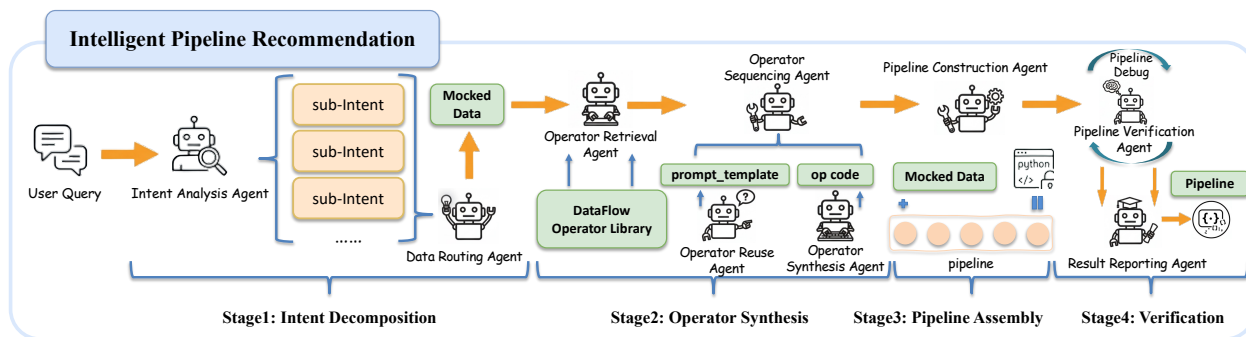 Intelligent Pipeline Recommendation
User Query
Intent Analysis Agent
sub-Intent
sub-Intent
sub-Intent
......
Mocked
Data
Data Routing Agent
Operator Retrieval
Agent
DataFlow
Operator Library
Operator
Sequencing Agent
prompt_template
op code
Operator Reuse
Agent
Operator
Synthesis Agent
Pipeline Construction Agent
Mocked Data
python
</>
pipeline
Pipeline
Debug
Pipeline Verification
Agent
Pipeline
Result Reporting Agent
Stage1: Intent Decomposition
Stage2: Operator Synthesis
Stage3: Pipeline Assembly
Stage4: Verification